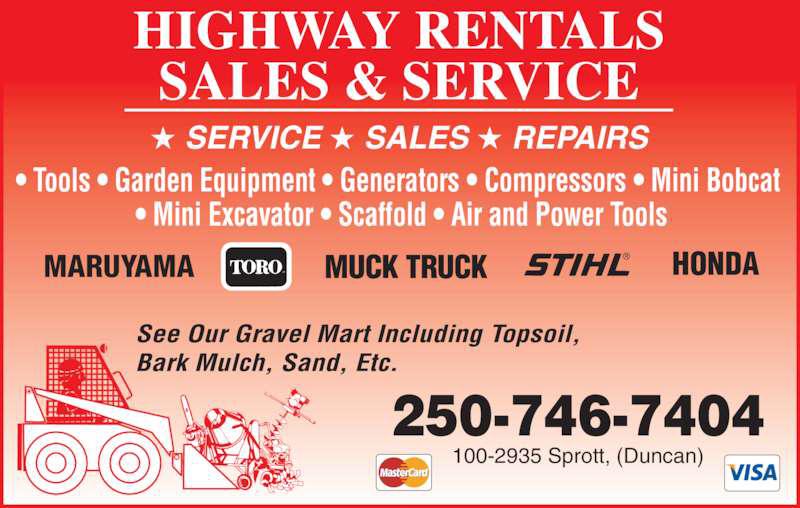 HIGHWAY RENTALS
SALES & SERVICE
★ SERVICE ★ SALES ★ REPAIRS
• Tools • Garden Equipment • Generators • Compressors • Mini Bobcat
• Mini Excavator • Scaffold • Air and Power Tools
MARUYAMA TORO MUCK TRUCK STIHL® HONDA
See Our Gravel Mart Including Topsoil,
Bark Mulch, Sand, Etc.
250-746-7404
100-2935 Sprott, (Duncan)
MasterCard VISA